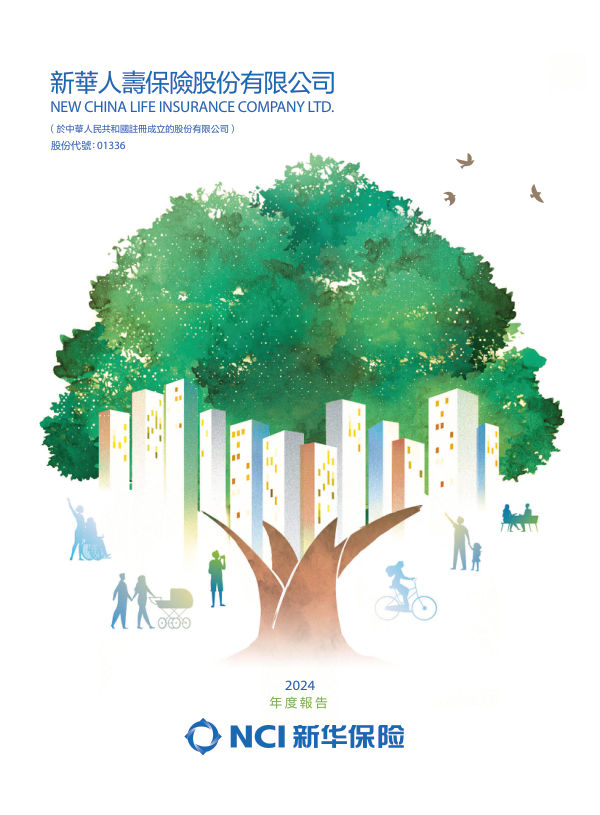 新華人壽保險股份有限公司
NEW CHINA LIFE INSURANCE COMPANY LTD.
（於中華人民共和國註冊成立的股份有限公司）
股份代號：01336
2024
年度報告
NCI 新华保险